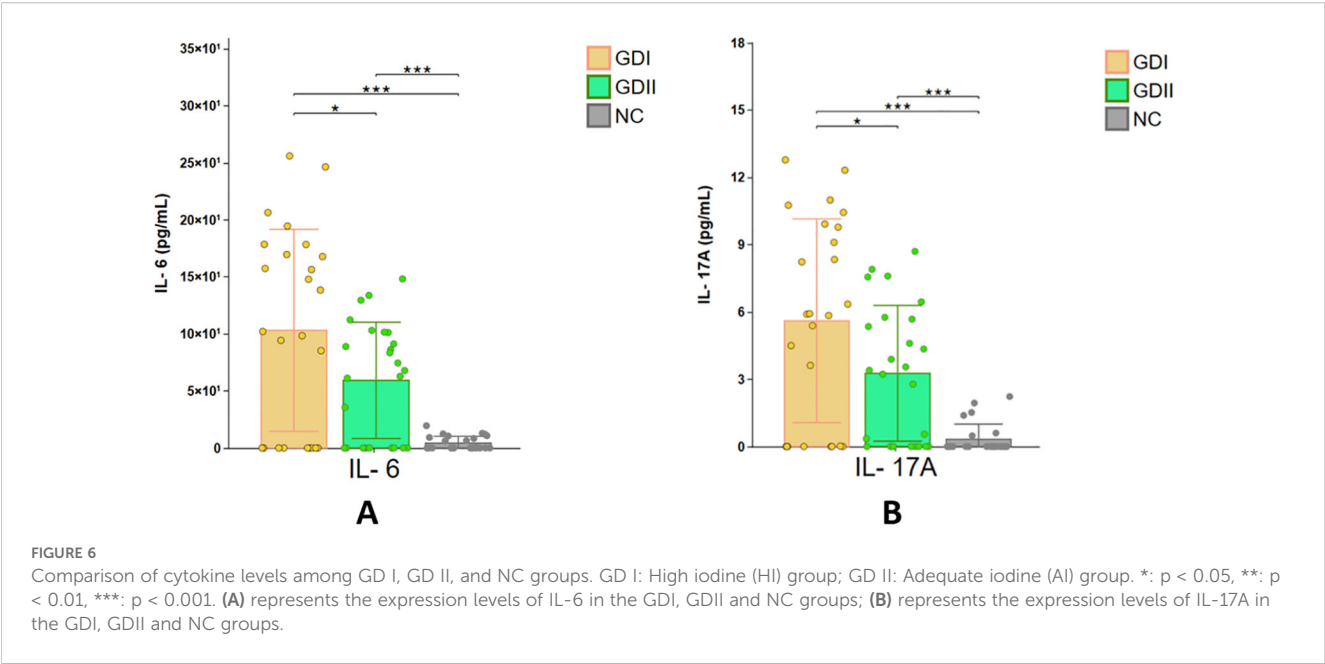 35×10¹
30×10¹
25×10¹
20×10¹
15×10¹
10×10¹
5×10¹
0
IL- 6 (pg/mL)
***
***
*
GDI
GDII
NC
IL- 6
A
18
15
12
9
6
3
0
IL- 17A (pg/mL)
***
***
*
GDI
GDII
NC
IL- 17A
B
FIGURE 6
Comparison of cytokine levels among GD I, GD II, and NC groups. GD I: High iodine (HI) group; GD II: Adequate iodine (AI) group. *: p < 0.05, **: p
< 0.01, ***: p < 0.001. (A) represents the expression levels of IL-6 in the GDI, GDII and NC groups; (B) represents the expression levels of IL-17A in
the GDI, GDII and NC groups.